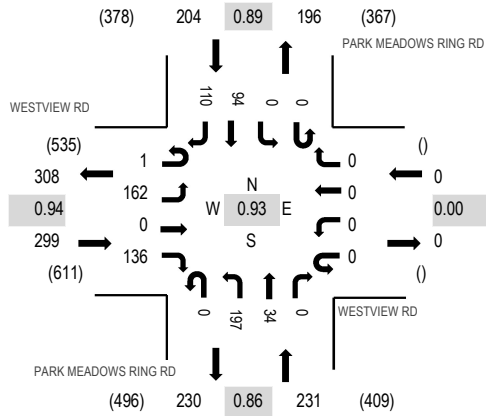 (378) 204 0.89 196 (367)
PARK MEADOWS RING RD
110 94 0 0
WESTVIEW RD
(535) ()
1 0
308 0
162 N 0
0.94 W 0.93 E 0.00
0 S 0
299 0
136 0
(611) ()
0 197 34 0
WESTVIEW RD
PARK MEADOWS RING RD
(496) 230 0.86 231 (409)